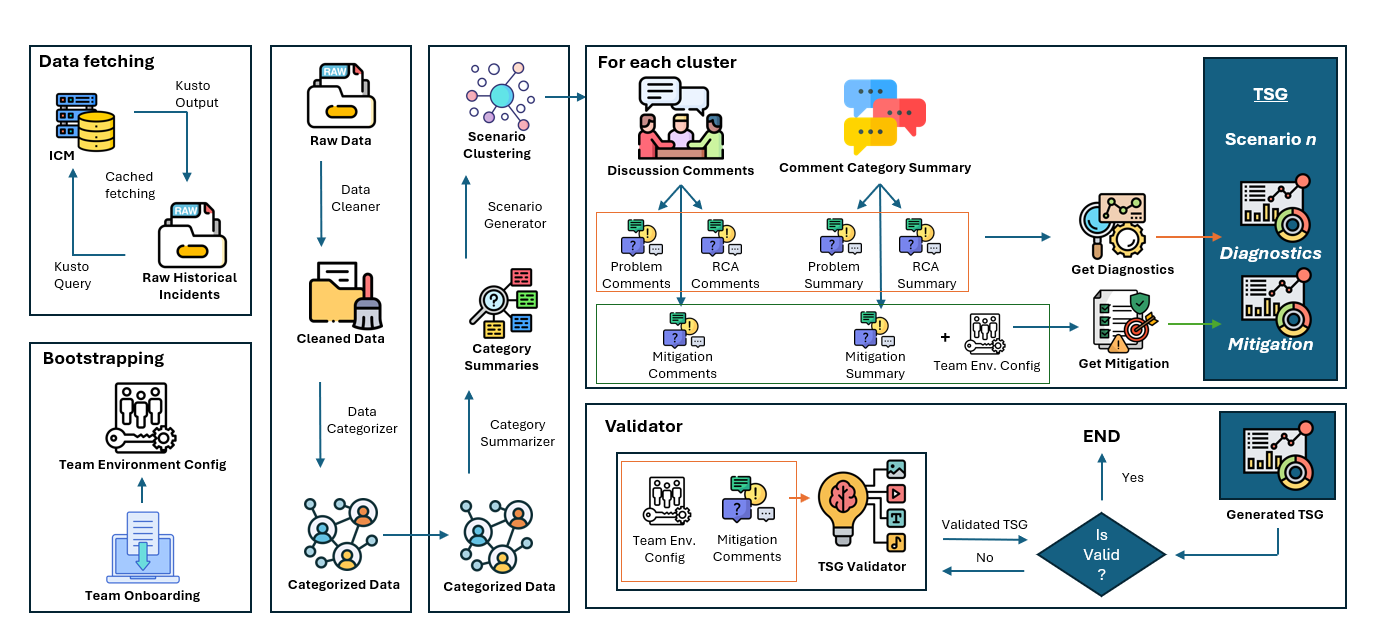 Data fetching
Kusto
Output
ICM
Cached
fetching
RAW
Kusto
Query
Raw Historical
Incidents
Bootstrapping
Team Environment Config
Team Onboarding
RAW
Raw Data
Data
Cleaner
Cleaned Data
Data
Categorizer
Categorized Data
Scenario
Clustering
Scenario
Generator
Category
Summaries
Category
Summarizer
Categorized Data
For each cluster
Discussion Comments
Comment Category Summary
Problem
Comments
RCA
Comments
Problem
Summary
RCA
Summary
Mitigation
Comments
Mitigation
Summary
+
Team Env. Config
Get Diagnostics
Get Mitigation
TSG
Scenario n
Diagnostics
Mitigation
Validator
Team Env.
Config
Mitigation
Comments
T
TSG Validator
Validated TSG
No
END
Yes
Is
Valid
?
Generated TSG